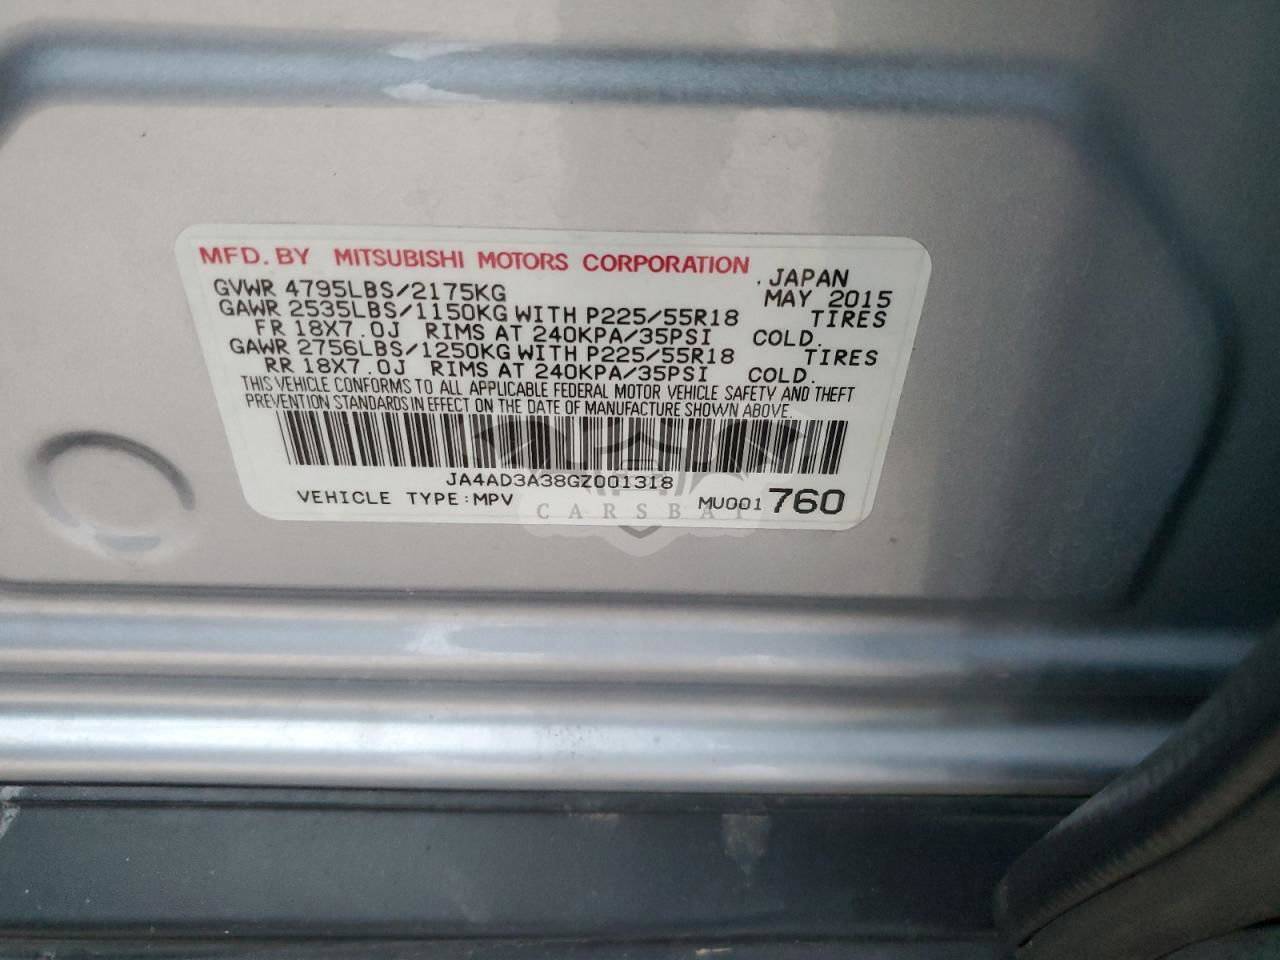 MFD. BY MITSUBISHI MOTORS CORPORATION
, JAPAN
GVWR 4795LBS/2175KG MAY 2015
GAWR 2535LBS/1150KG WITH P225/55R18 TIRES
FR 18X7.0J RIMS AT 240KPA/35PSI COLD.
GAWR 2756LBS/1250KG WITH P225/55R18 TIRES
RR 18X7.0J RIMS AT 240KPA/35PSI COLD.
THIS VEHICLE CONFORMS TO ALL APPLICABLE FEDERAL MOTOR VEHICLE SAFETY AND THEFT
PREVENTION STANDARDS IN EFFECT ON THE DATE OF MANUFACTURE SHOWN ABOVE.
JA4AD3A38GZ001318
VEHICLE TYPE:MPV MU001760
CARSBAT